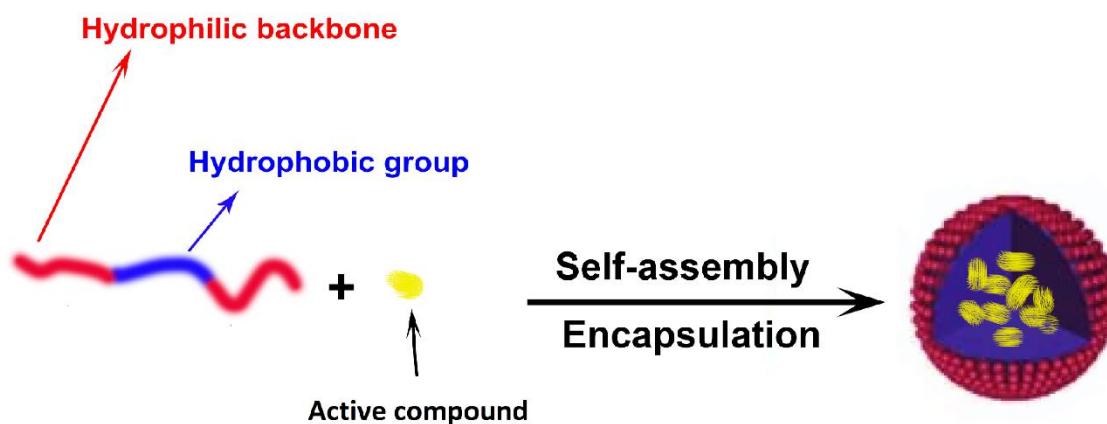 Hydrophilic backbone
Hydrophobic group
+
Self-assembly
Encapsulation
Active compound